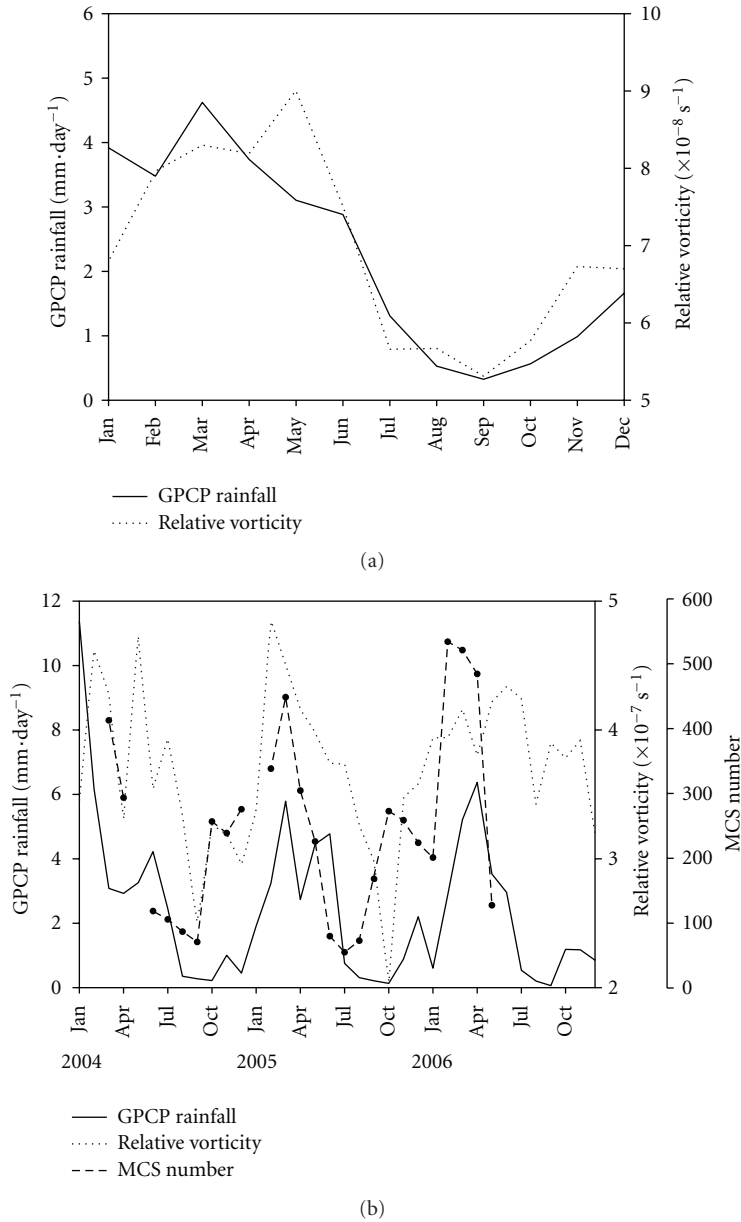 6
5
4
3
2
1
0
GPCP rainfall (mm·day−1)
10
9
8
7
6
5
Relative vorticity (×10−8 s−1)
Jan
Feb
Mar
Apr
May
Jun
Jul
Aug
Sep
Oct
Nov
Dec
GPCP rainfall
Relative vorticity
(a)
12
10
8
6
4
2
0
GPCP rainfall (mm·day−1)
5
4
3
2
Relative vorticity (×10−7 s−1)
600
500
400
300
200
100
0
MCS number
Jan
Apr
Jul
Oct
Jan
Apr
Jul
Oct
Jan
Apr
Jul
Oct
2004
2005
2006
GPCP rainfall
Relative vorticity
MCS number
(b)